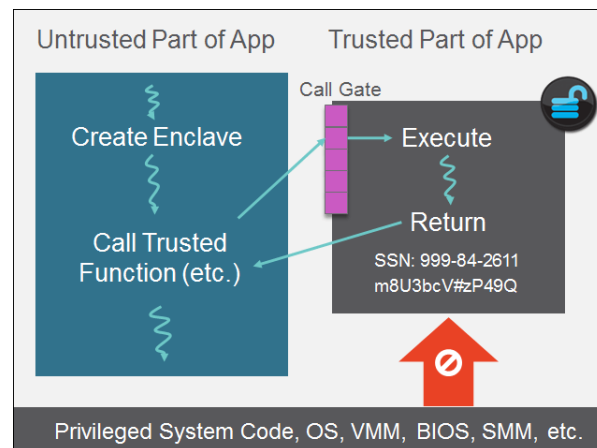 Untrusted Part of App
Trusted Part of App
Call Gate
Create Enclave
Execute
Call Trusted
Function (etc.)
Return
SSN: 999-84-2611
m8U3bcV#zP49Q
Privileged System Code, OS, VMM, BIOS, SMM, etc.